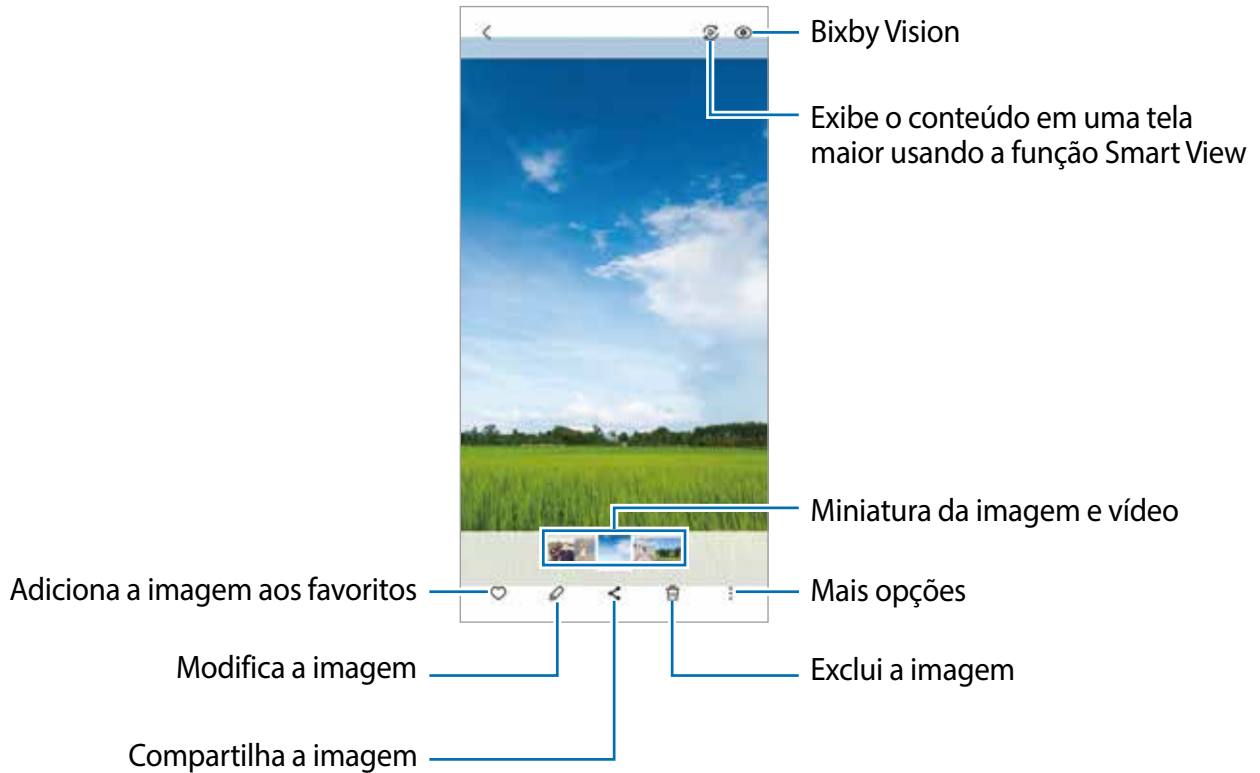 Bixby Vision
Exibe o conteúdo em uma tela
maior usando a função Smart View
Miniatura da imagem e vídeo
Adiciona a imagem aos favoritos
Mais opções
Modifica a imagem
Exclui a imagem
Compartilha a imagem